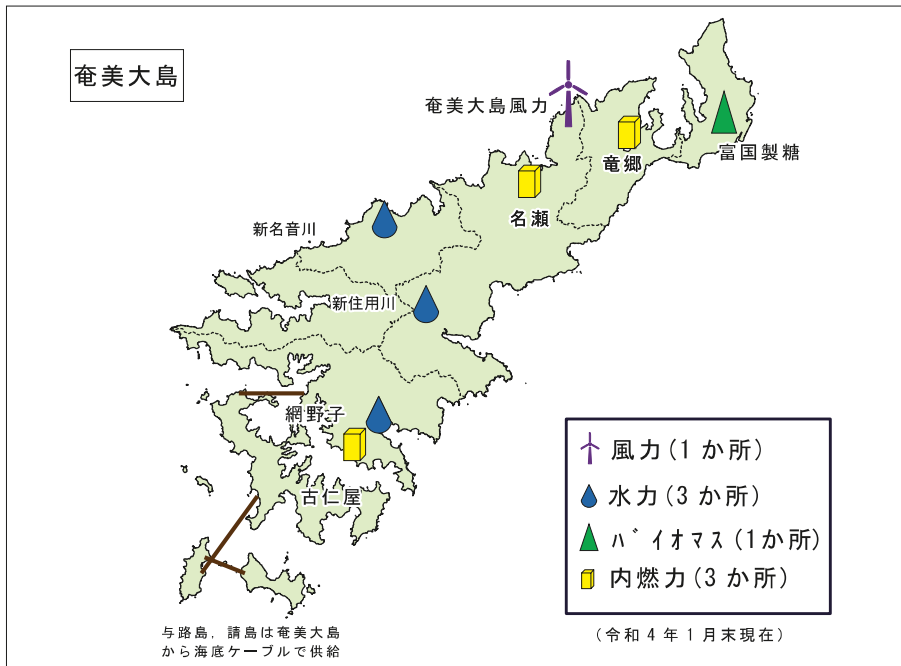 奄美大島
奄美大島風力
竜郷
富国製糖
名瀬
新名音川
新住用川
網野子
古仁屋
風力(1か所)
水力(3か所)
ﾊﾞｲｵﾏｽ(1か所)
内燃力(3か所)
与路島，請島は奄美大島
から海底ケーブルで供給
(令和4年1月末現在)